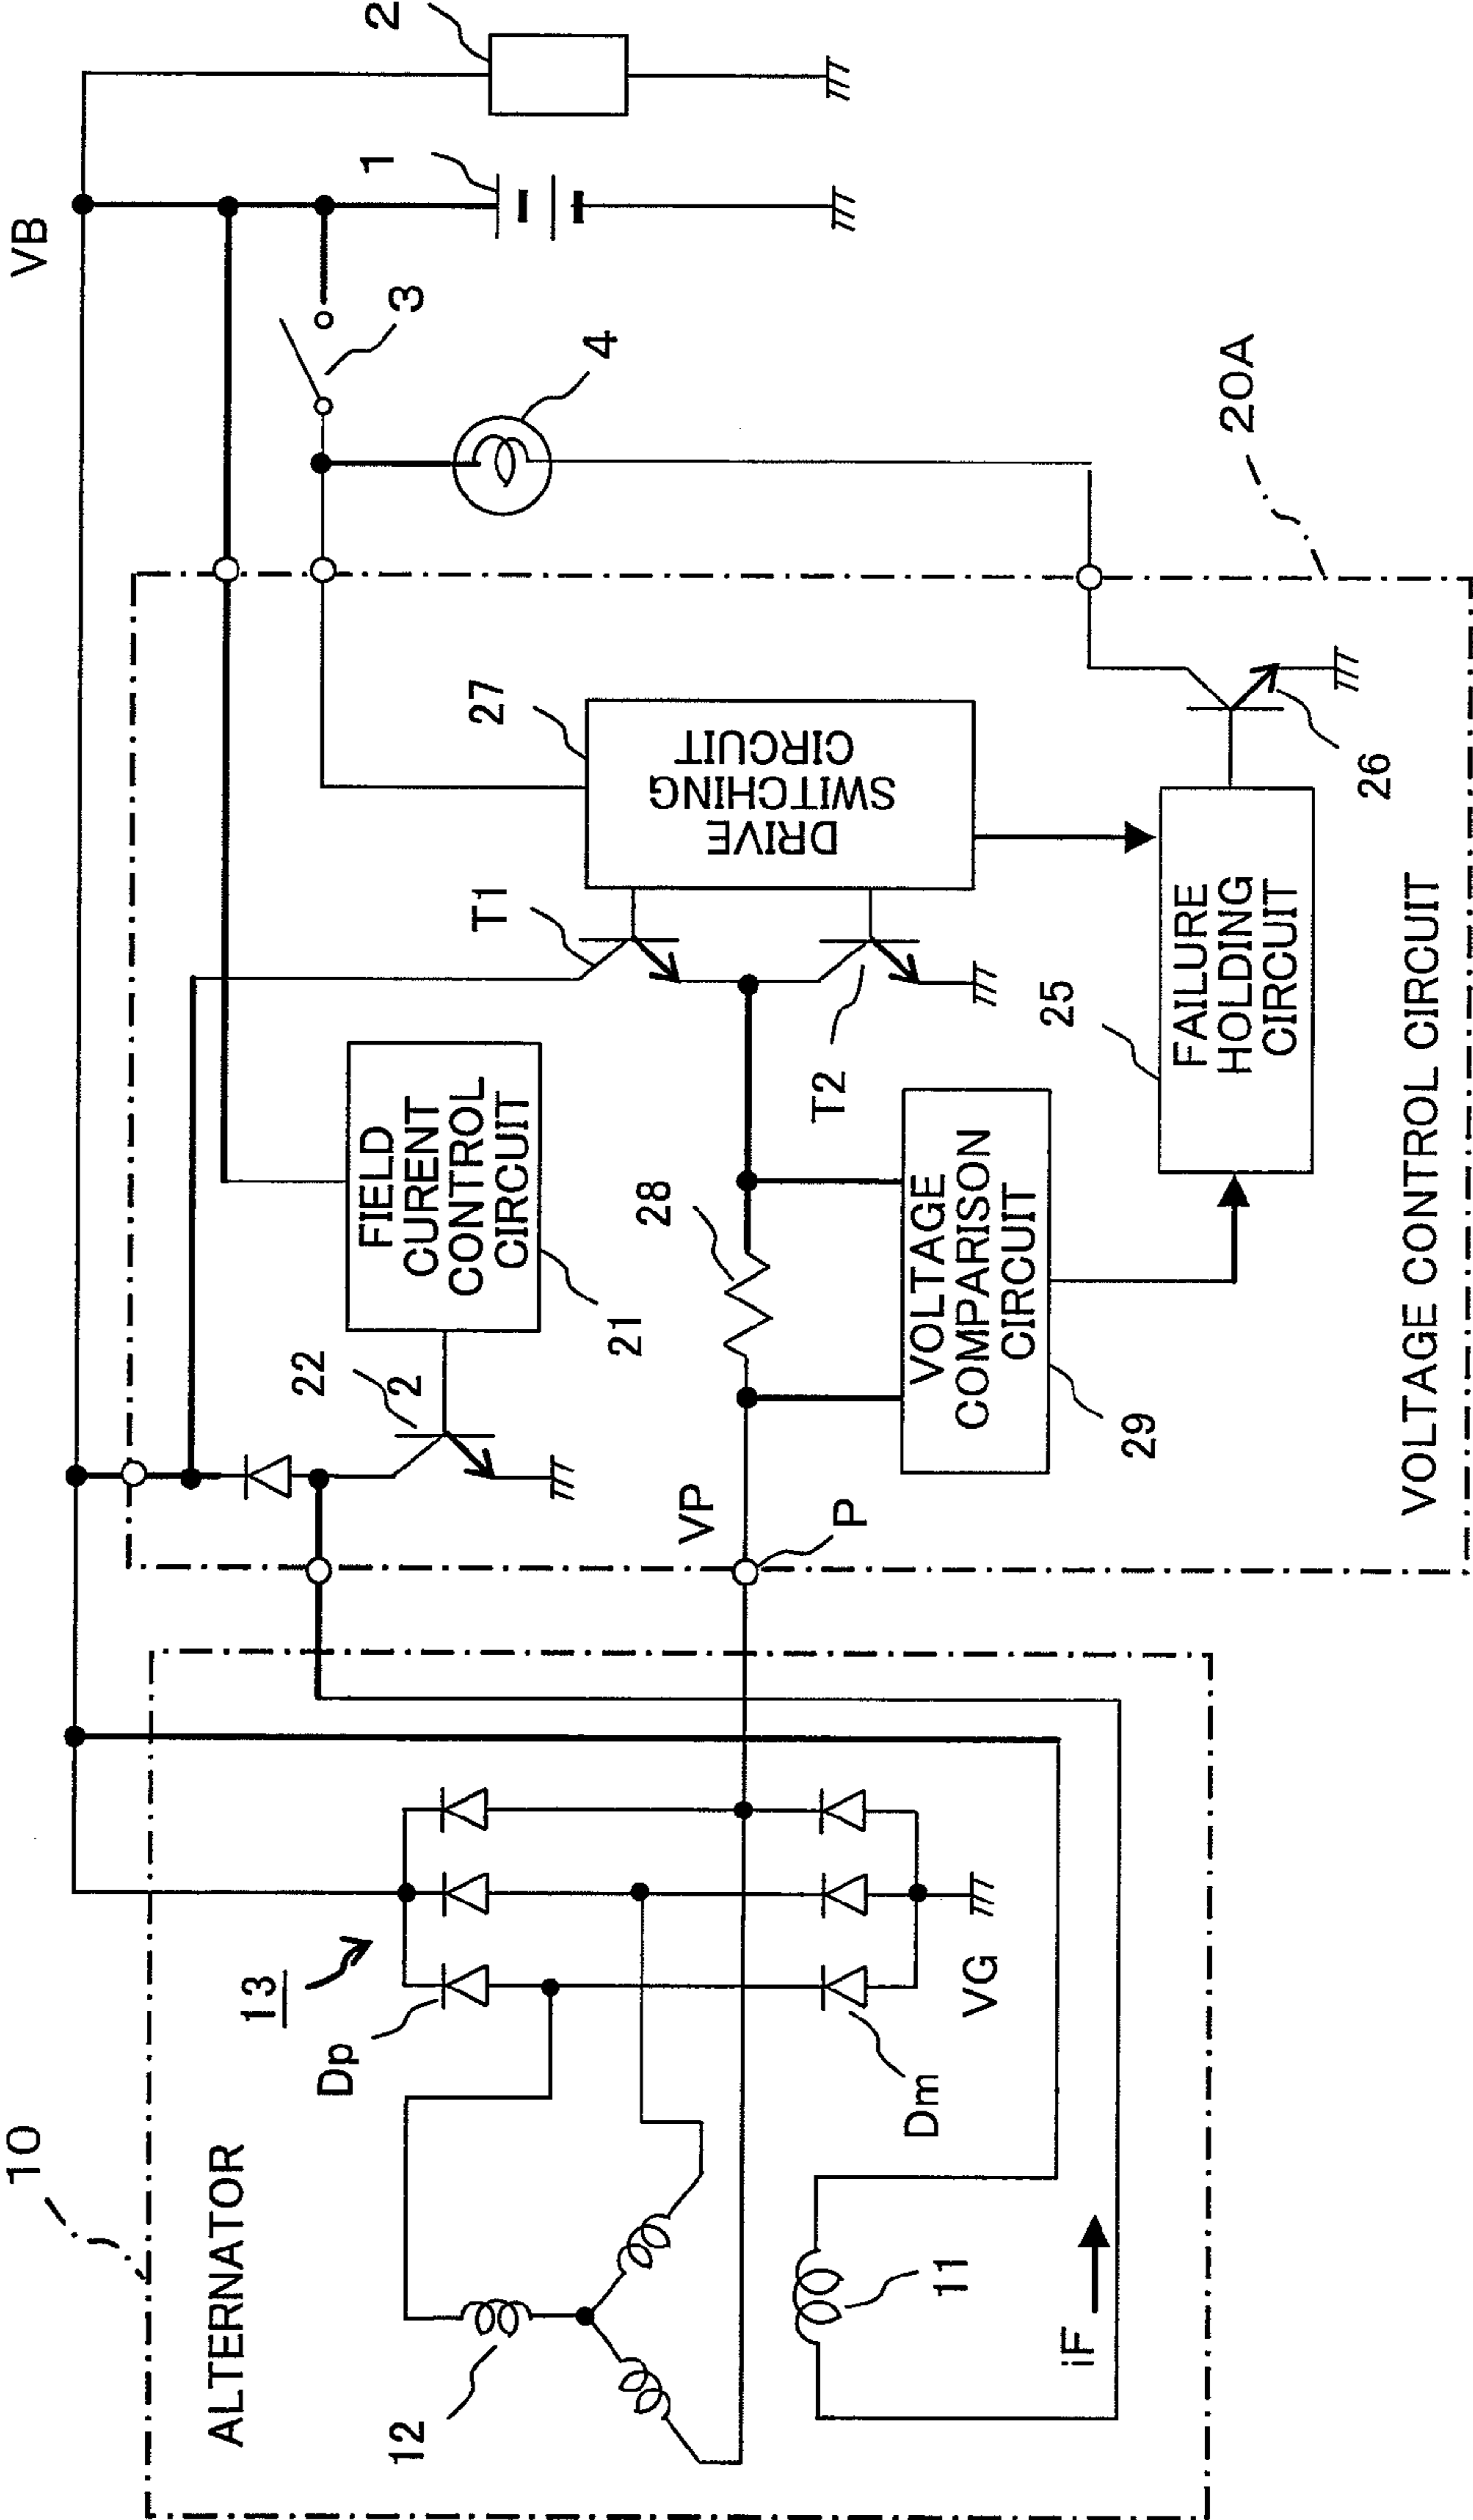 10
ALTERNATOR
12
13
Dp
Dm
VG
11
iF
VB
22
2
FIELD
CURRENT
CONTROL
CIRCUIT
21
VP
P
28
VOLTAGE
COMPARISON
CIRCUIT
29
T1
T2
DRIVE
SWITCHING
CIRCUIT
27
25
FAILURE
HOLDING
CIRCUIT
26
VOLTAGE CONTROL CIRCUIT
20A
3
4
1
2